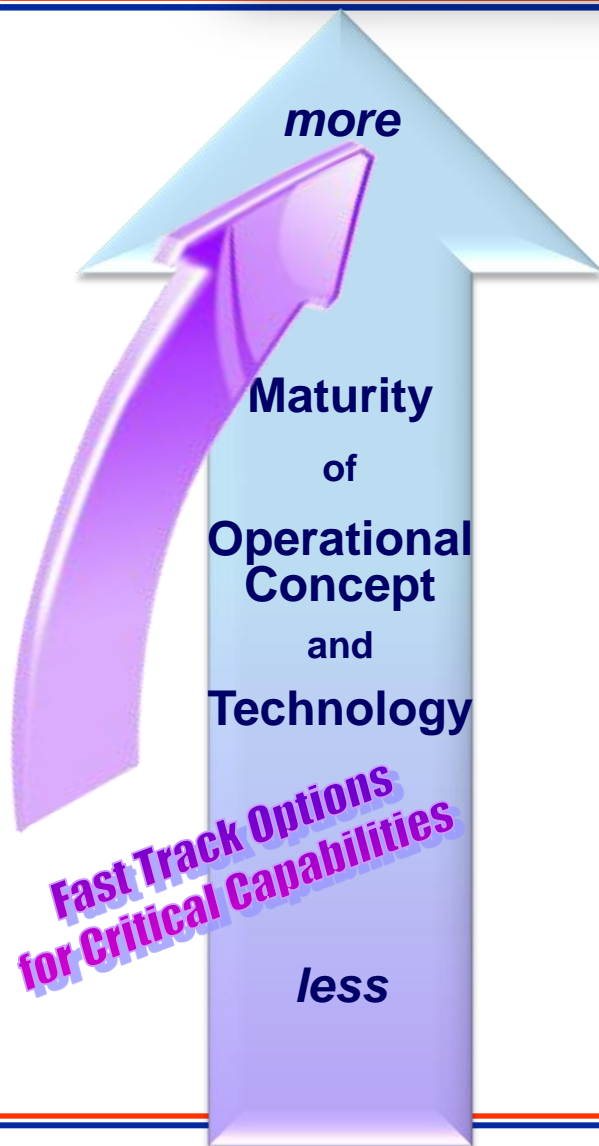 more
Maturity
of
Operational
Concept
and
Technology
Fast Track Options
for Critical Capabilities
less